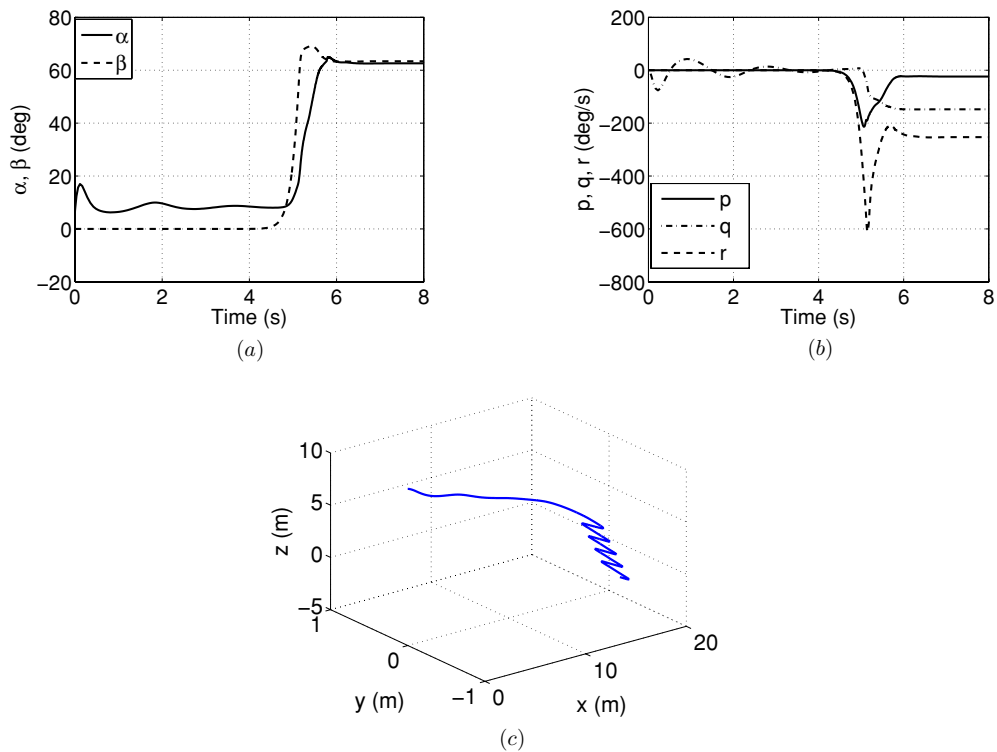 80
60
40
20
0
−20
α, β (deg)
α
β
0 2 4 6 8
Time (s)
(a)
200
0
−200
−400
−600
−800
p, q, r (deg/s)
p
q
r
0 2 4 6 8
Time (s)
(b)
10
5
0
−5
z (m)
1
0
−1
y (m)
0
10
20
x (m)
(c)